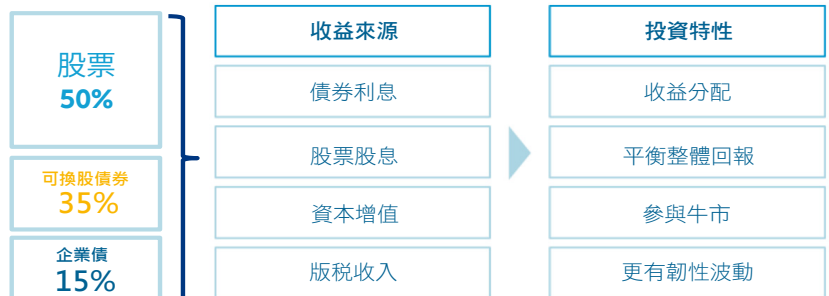 股票
50%
可換股債券
35%
企業債
15%
收益來源
債券利息
股票股息
資本增值
版税收入
投資特性
收益分配
平衡整體回報
參與牛市
更有韌性波動